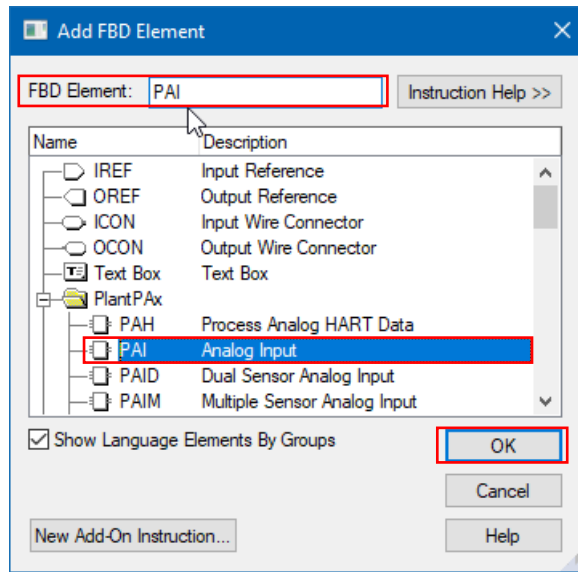 Add FBD Element
FBD Element: PAI Instruction Help >>
Name Description
IREF Input Reference
OREF Output Reference
ICON Input Wire Connector
OCON Output Wire Connector
Text Box Text Box
PlantPAx
PAH Process Analog HART Data
PAI Analog Input
PAID Dual Sensor Analog Input
PAIM Multiple Sensor Analog Input
Show Language Elements By Groups OK
Cancel
New Add-On Instruction... Help